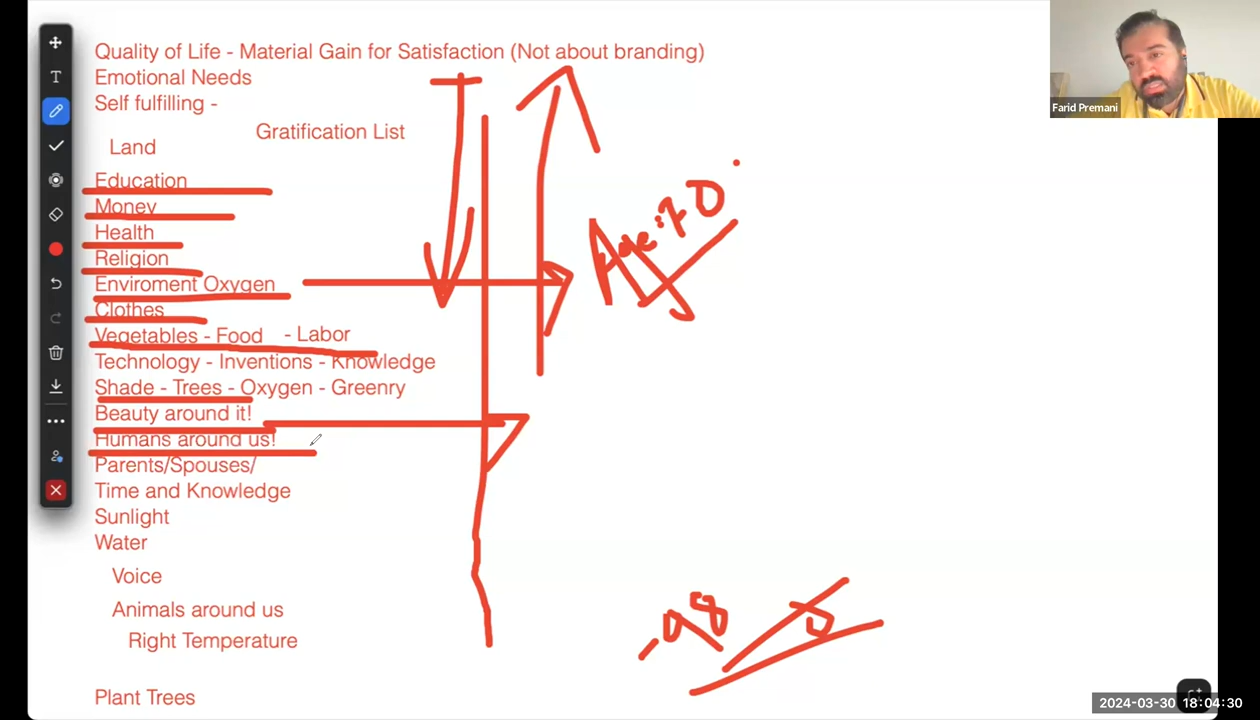 Quality of Life - Material Gain for Satisfaction (Not about branding)
Emotional Needs
Self fulfilling -
Gratification List
Land
Education
Money
Health
Religion
Enviroment Oxygen
Clothes
Vegetables - Food - Labor
Technology - Inventions - Knowledge
Shade - Trees - Oxygen - Greenry
Beauty around it!
Humans around us!
Parents/Spouses/
Time and Knowledge
Sunlight
Water
Voice
Animals around us
Right Temperature
Plant Trees
Age:70
Farid Premani
2024-03-30 18:04:30